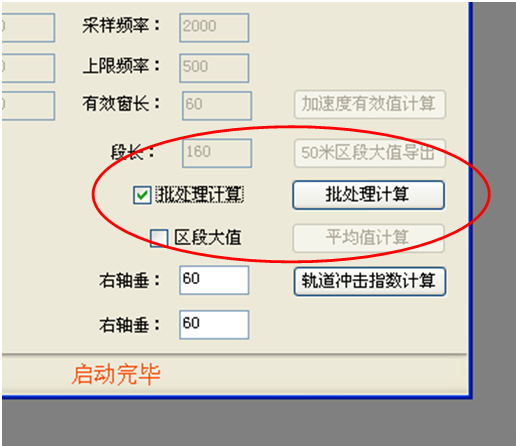 采样频率： 2000
上限频率： 500
有效窗长： 60 加速度有效值计算
段长： 160 50米区段大值导出
批处理计算 批处理计算
区段大值 平均值计算
右轴垂： 60 轨道冲击指数计算
右轴垂： 60
启动完毕